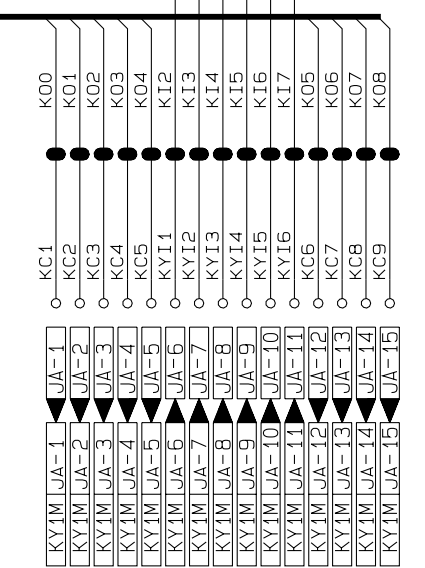 KO0
KO1
KO2
KO3
KO4
KI2
KI3
KI4
KI5
KI6
KI7
KO5
KO6
KO7
KO8
KC1
KC2
KC3
KC4
KC5
KYI1
KYI2
KYI3
KYI4
KYI5
KYI6
KC6
KC7
KC8
KC9
JA-1
JA-2
JA-3
JA-4
JA-5
JA-6
JA-7
JA-8
JA-9
JA-10
JA-11
JA-12
JA-13
JA-14
JA-15
KY1M JA-1
KY1M JA-2
KY1M JA-3
KY1M JA-4
KY1M JA-5
KY1M JA-6
KY1M JA-7
KY1M JA-8
KY1M JA-9
KY1M JA-10
KY1M JA-11
KY1M JA-12
KY1M JA-13
KY1M JA-14
KY1M JA-15